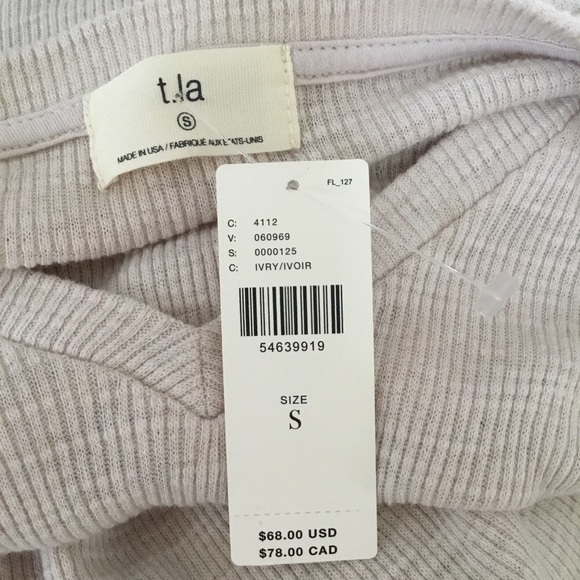 t.la
S
MADE IN USA / FABRIQUÉ AUX ETATS-UNIS
FL_127
C: 4112
V: 060969
S: 0000125
C: IVRY/IVOIR
54639919
SIZE
S
$68.00 USD
$78.00 CAD